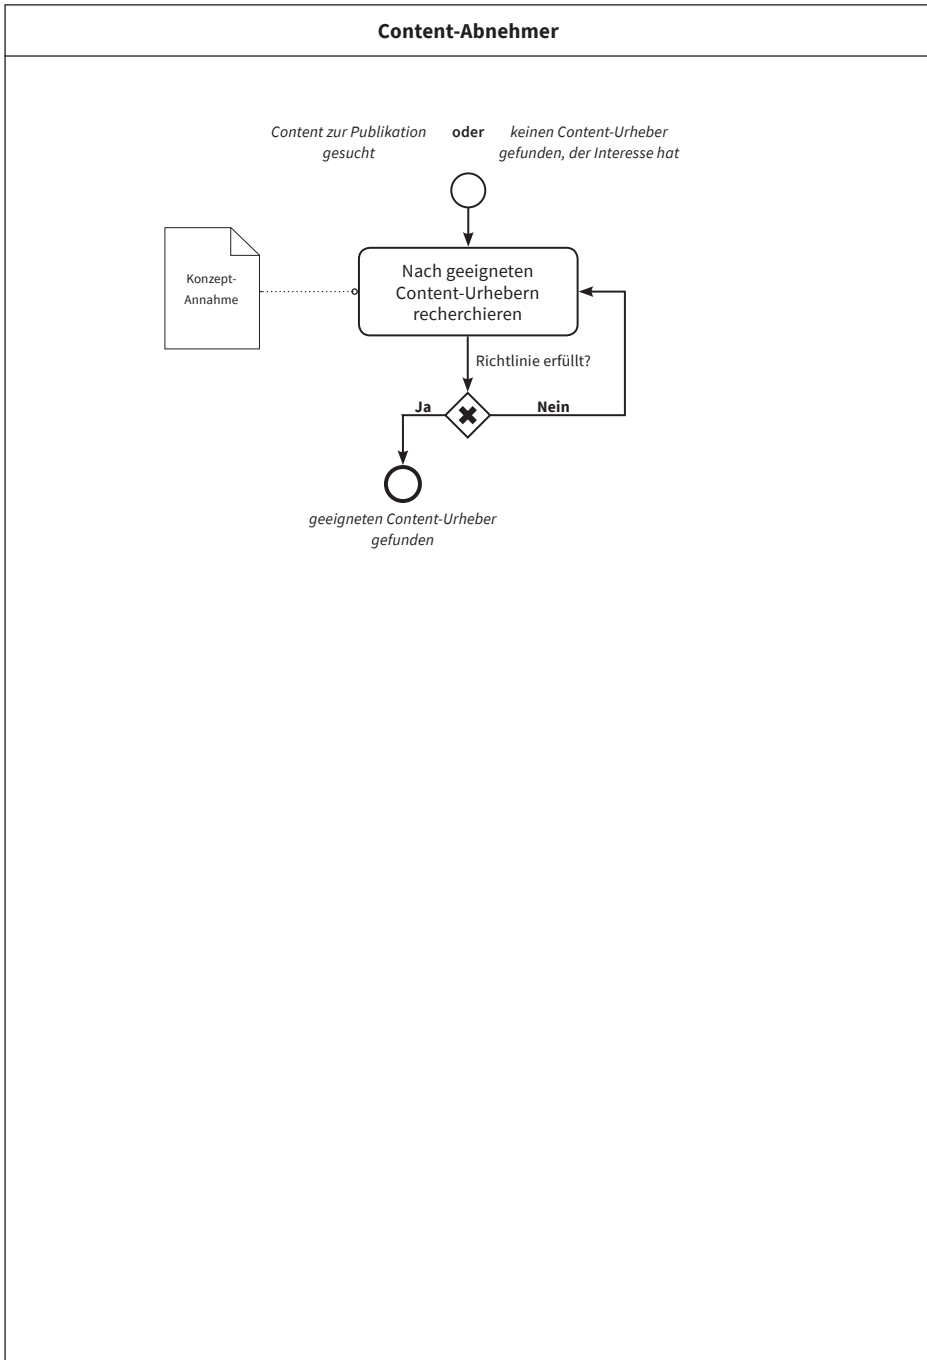 Content-Abnehmer
Content zur Publikation oder keinen Content-Urheber
gesucht gefunden, der Interesse hat
Nach geeigneten
Content-Urhebern
recherchieren
Konzept-
Annahme
Richtlinie erfüllt?
Ja Nein
geeigneten Content-Urheber
gefunden